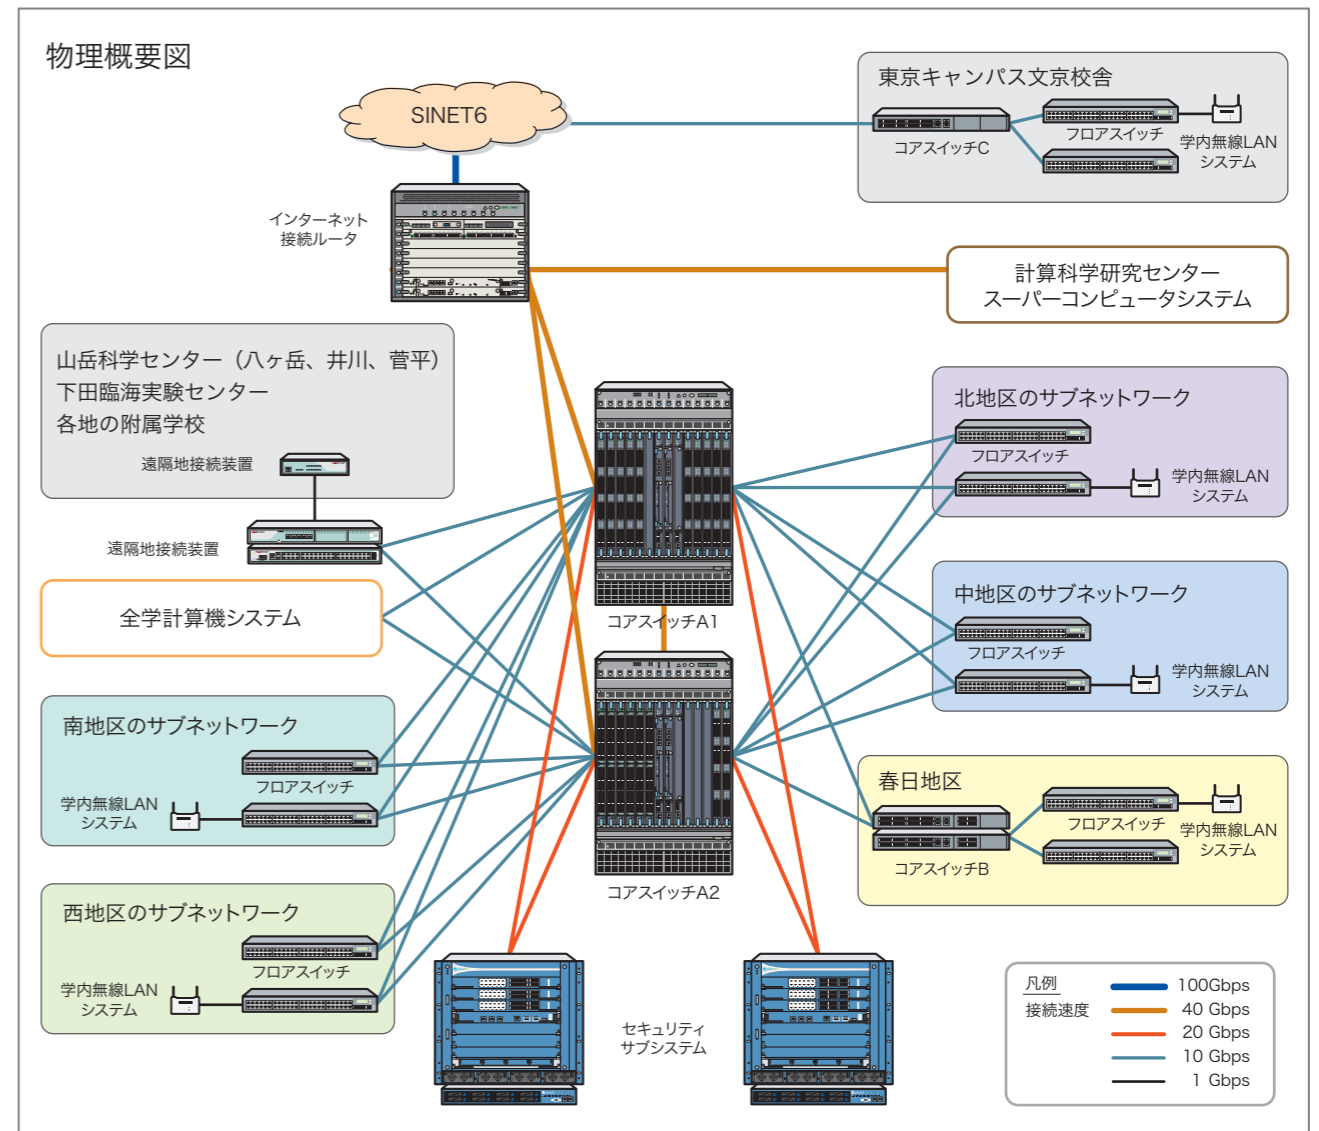 物理概要図
SINET6
東京キャンパス文京校舎
コアスイッチC
フロアスイッチ
学内無線LAN
システム
インターネット
接続ルータ
計算科学研究センター
スーパーコンピュータシステム
山岳科学センター（八ヶ岳、井川、菅平）
下田臨海実験センター
各地の附属学校
遠隔地接続装置
遠隔地接続装置
全学計算機システム
コアスイッチA1
コアスイッチA2
北地区のサブネットワーク
フロアスイッチ
学内無線LAN
システム
中地区のサブネットワーク
フロアスイッチ
学内無線LAN
システム
南地区のサブネットワーク
フロアスイッチ
学内無線LAN
システム
春日地区
コアスイッチB
フロアスイッチ
学内無線LAN
システム
西地区のサブネットワーク
フロアスイッチ
学内無線LAN
システム
セキュリティ
サブシステム
凡例
接続速度
100Gbps
40 Gbps
20 Gbps
10 Gbps
1 Gbps